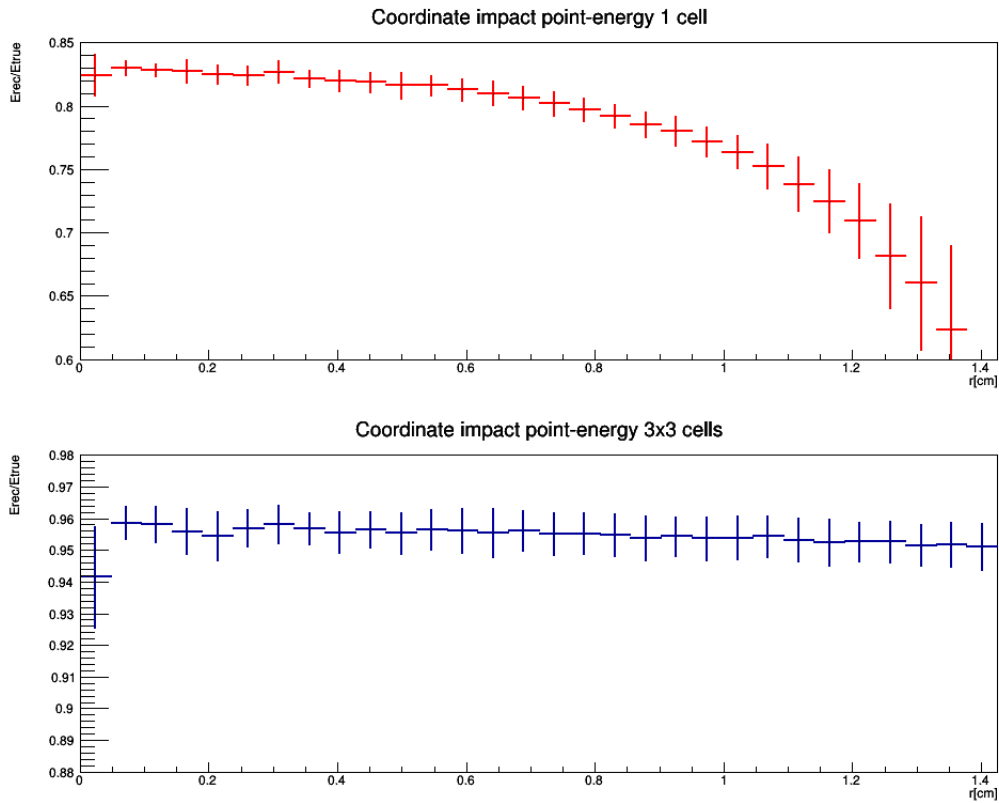 Coordinate impact point-energy 1 cell
Erec/Etrue
0.85
0.8
0.75
0.7
0.65
0.6
0 0.2 0.4 0.6 0.8 1 1.2 1.4
r[cm]
Coordinate impact point-energy 3x3 cells
Erec/Etrue
0.98
0.97
0.96
0.95
0.94
0.93
0.92
0.91
0.9
0.89
0.88
0 0.2 0.4 0.6 0.8 1 1.2 1.4
r[cm]